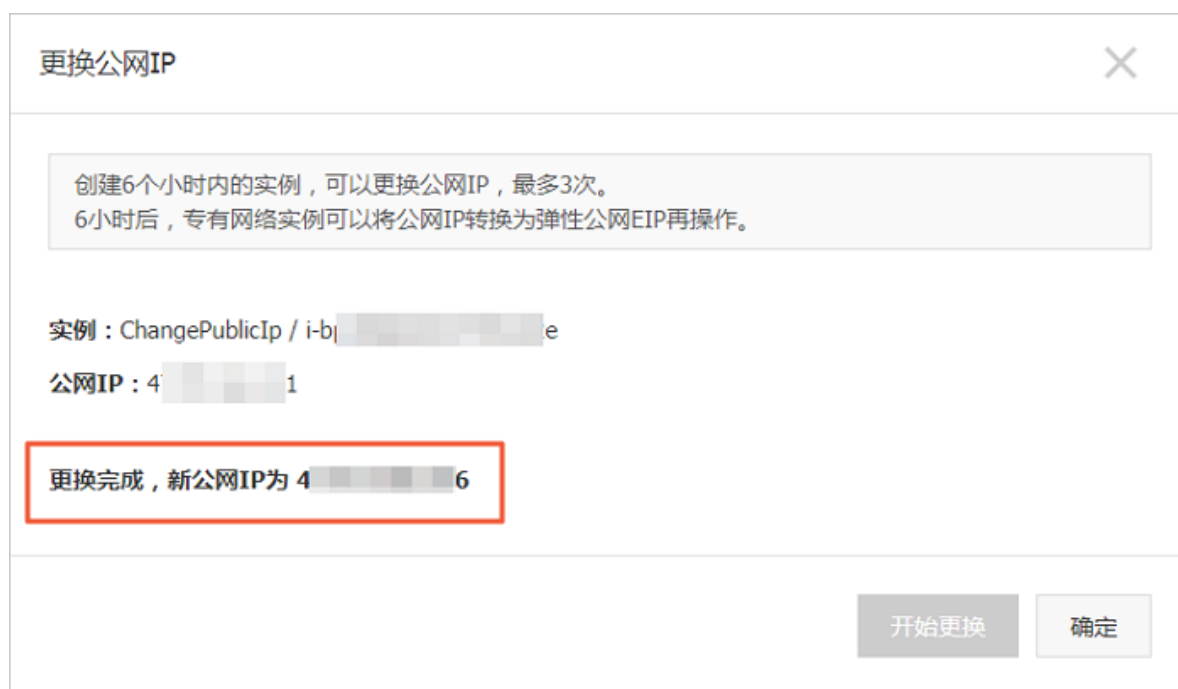 更换公网IP
创建6个小时内的实例，可以更换公网IP，最多3次。
6小时后，专有网络实例可以将公网IP转换为弹性公网EIP再操作。
实例：ChangePublicIp / i-b e
公网IP：4 1
更换完成，新公网IP为 4 6
开始更换
确定